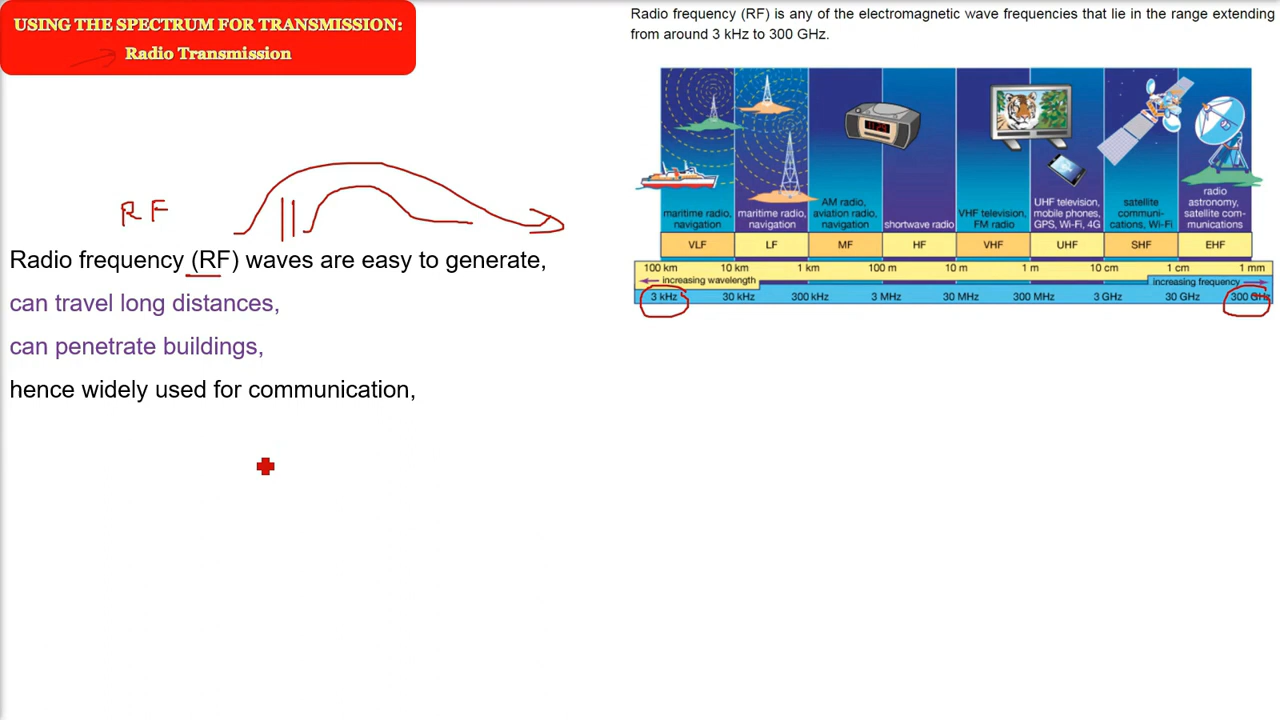 USING THE SPECTRUM FOR TRANSMISSION:
Radio Transmission
Radio frequency (RF) is any of the electromagnetic wave frequencies that lie in the range extending
from around 3 kHz to 300 GHz.
R F
Radio frequency (RF) waves are easy to generate,
can travel long distances,
can penetrate buildings,
hence widely used for communication,
maritime radio,
navigation
maritime radio,
navigation
AM radio,
aviation radio,
navigation
shortwave radio
VHF television,
FM radio
UHF television,
mobile phones,
GPS, Wi-Fi, 4G
satellite
communi-
cations, Wi-Fi
radio
astronomy,
satellite com-
munications
VLF LF MF HF VHF UHF SHF EHF
100 km 10 km 1 km 100 m 10 m 1 m 10 cm 1 cm 1 mm
increasing wavelength increasing frequency
3 kHz 30 kHz 300 kHz 3 MHz 30 MHz 300 MHz 3 GHz 30 GHz 300 GHz